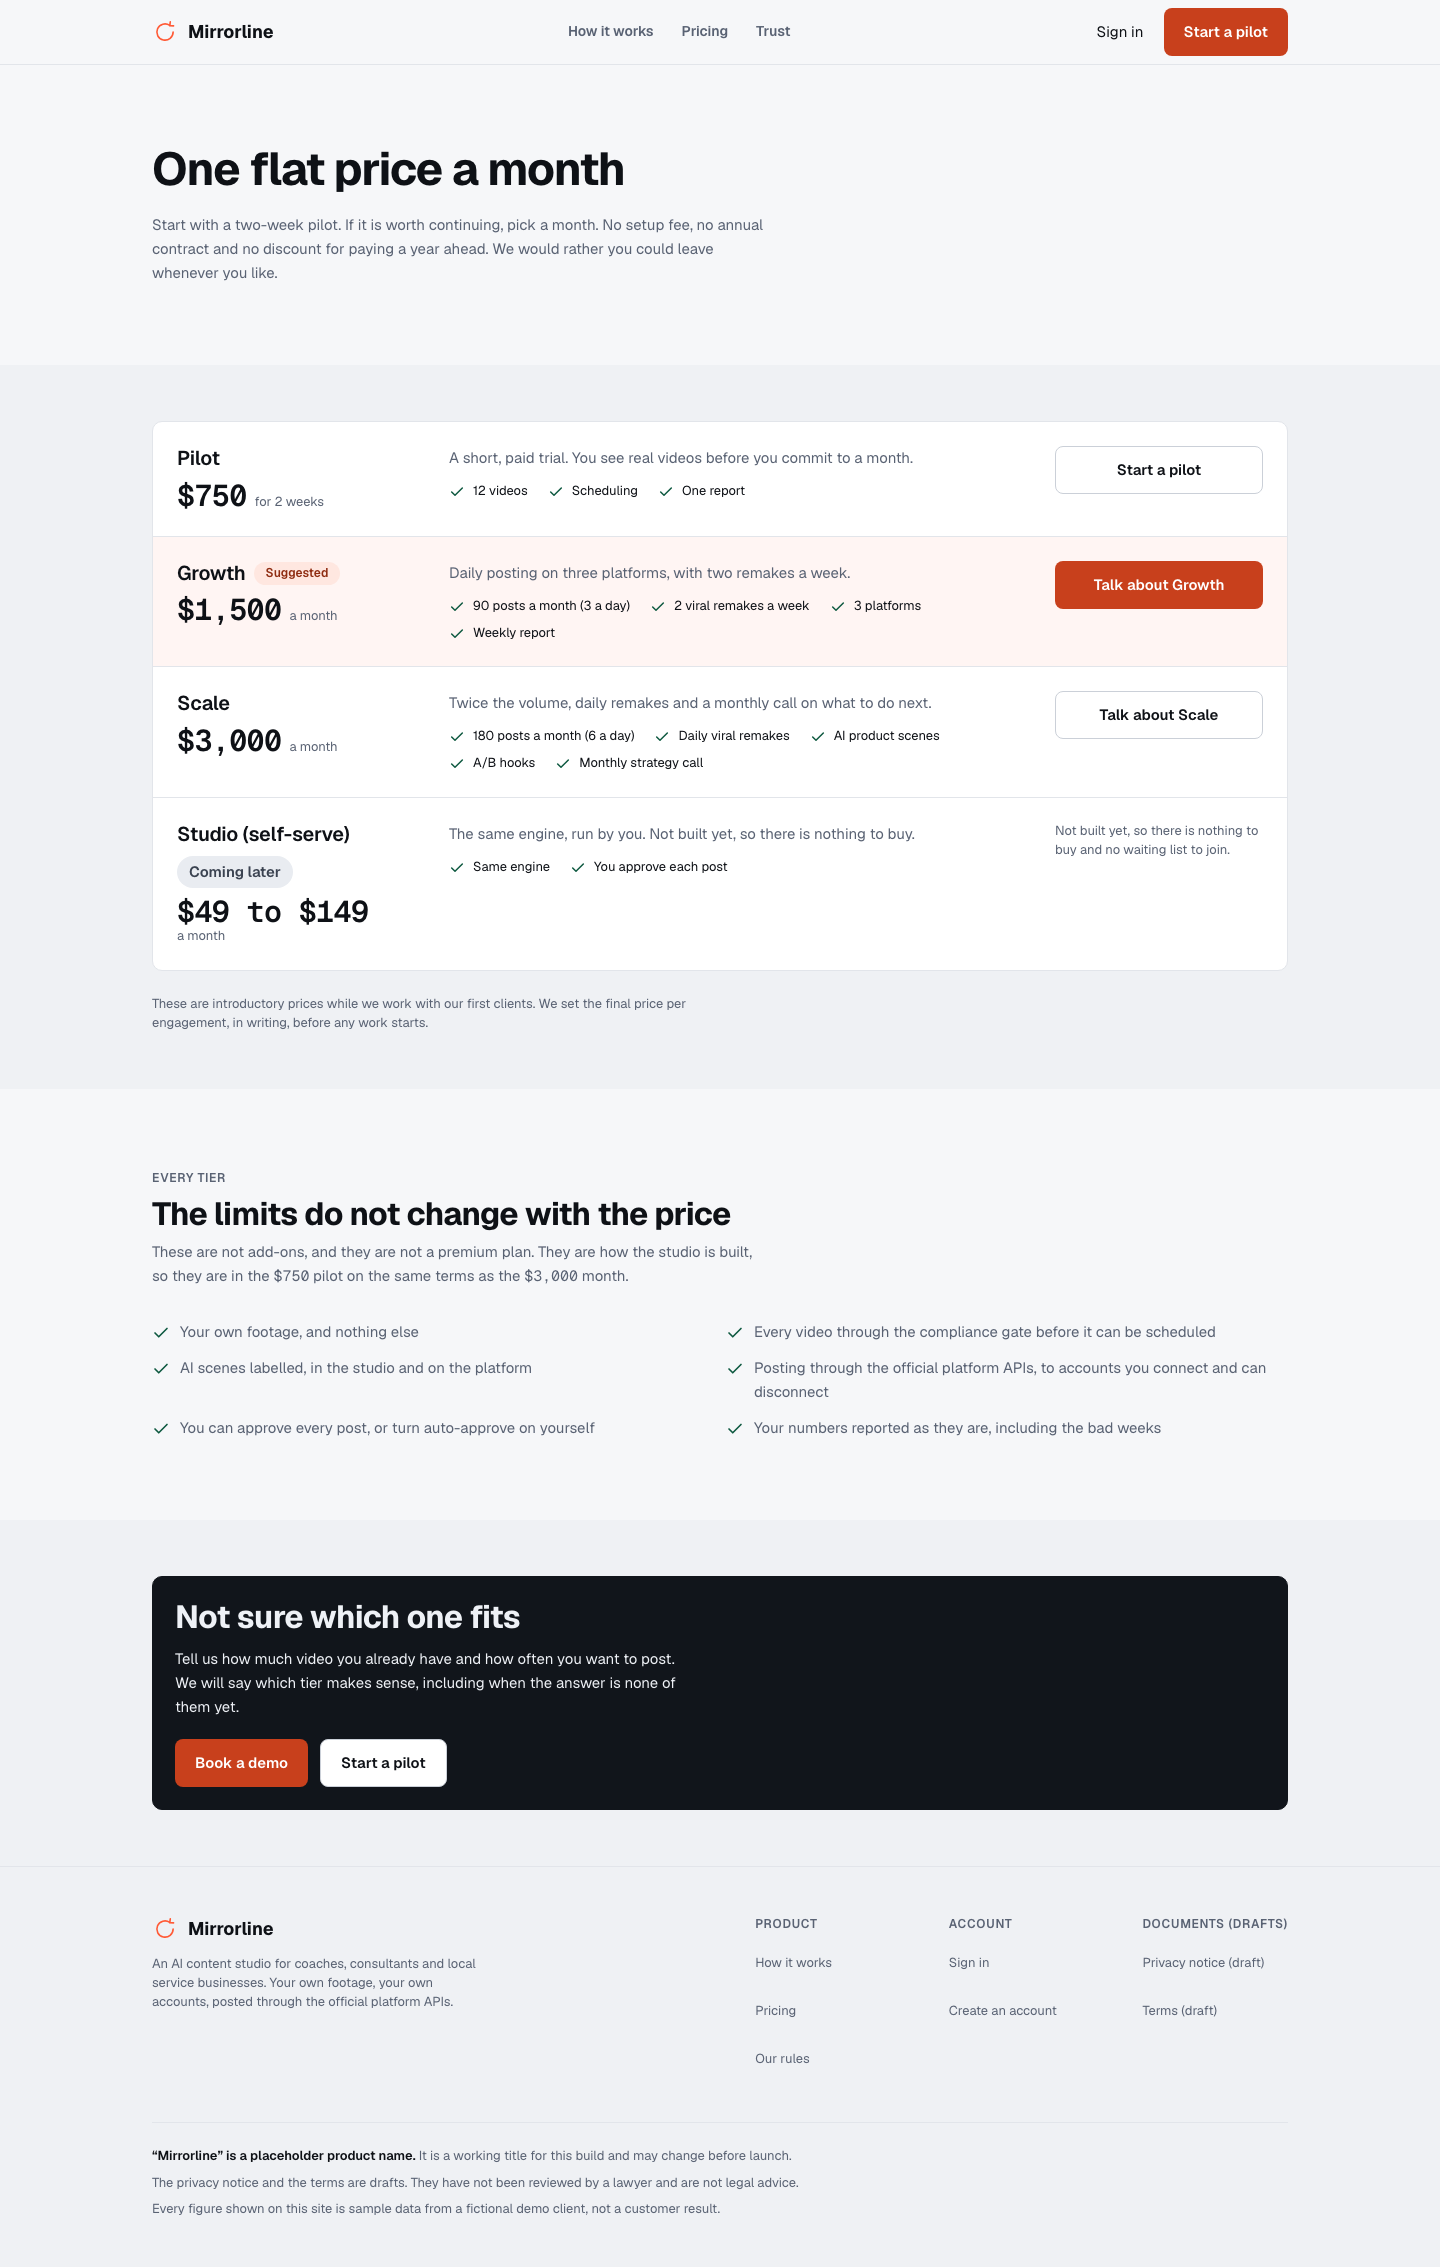 Mirrorline
How it works
Pricing
Trust
Sign in
Start a pilot
One flat price a month
Start with a two-week pilot. If it is worth continuing, pick a month. No setup fee, no annual
contract and no discount for paying a year ahead. We would rather you could leave
whenever you like.
Pilot
$750 for 2 weeks
A short, paid trial. You see real videos before you commit to a month.
12 videos
Scheduling
One report
Start a pilot
Growth
Suggested
$1,500 a month
Daily posting on three platforms, with two remakes a week.
90 posts a month (3 a day)
2 viral remakes a week
3 platforms
Weekly report
Talk about Growth
Scale
$3,000 a month
Twice the volume, daily remakes and a monthly call on what to do next.
180 posts a month (6 a day)
Daily viral remakes
AI product scenes
A/B hooks
Monthly strategy call
Talk about Scale
Studio (self-serve)
Coming later
$49 to $149
a month
The same engine, run by you. Not built yet, so there is nothing to buy.
Same engine
You approve each post
Not built yet, so there is nothing to
buy and no waiting list to join.
These are introductory prices while we work with our first clients. We set the final price per
engagement, in writing, before any work starts.
EVERY TIER
The limits do not change with the price
These are not add-ons, and they are not a premium plan. They are how the studio is built,
so they are in the $750 pilot on the same terms as the $3,000 month.
Your own footage, and nothing else
Every video through the compliance gate before it can be scheduled
AI scenes labelled, in the studio and on the platform
Posting through the official platform APIs, to accounts you connect and can
disconnect
You can approve every post, or turn auto-approve on yourself
Your numbers reported as they are, including the bad weeks
Not sure which one fits
Tell us how much video you already have and how often you want to post.
We will say which tier makes sense, including when the answer is none of
them yet.
Book a demo
Start a pilot
Mirrorline
An AI content studio for coaches, consultants and local
service businesses. Your own footage, your own
accounts, posted through the official platform APIs.
PRODUCT
How it works
Pricing
Our rules
ACCOUNT
Sign in
Create an account
DOCUMENTS (DRAFTS)
Privacy notice (draft)
Terms (draft)
“Mirrorline” is a placeholder product name. It is a working title for this build and may change before launch.
The privacy notice and the terms are drafts. They have not been reviewed by a lawyer and are not legal advice.
Every figure shown on this site is sample data from a fictional demo client, not a customer result.